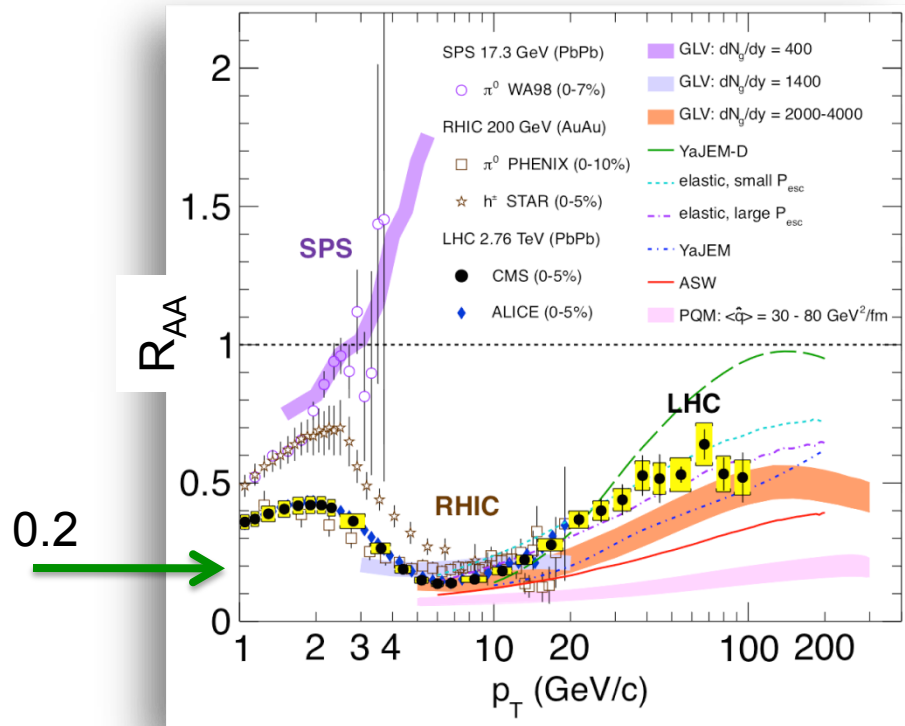 SPS 17.3 GeV (PbPb)
π⁰ WA98 (0-7%)
RHIC 200 GeV (AuAu)
π⁰ PHENIX (0-10%)
h± STAR (0-5%)
LHC 2.76 TeV (PbPb)
CMS (0-5%)
ALICE (0-5%)
GLV: dN_g/dy = 400
GLV: dN_g/dy = 1400
GLV: dN_g/dy = 2000-4000
YaJEM-D
elastic, small P_esc
elastic, large P_esc
YaJEM
ASW
PQM: <q̂> = 30 - 80 GeV²/fm
SPS
LHC
RHIC
R_AA
2
1.5
1
0.5
0
0.2
1
2
3
4
10
20
100
200
p_T (GeV/c)